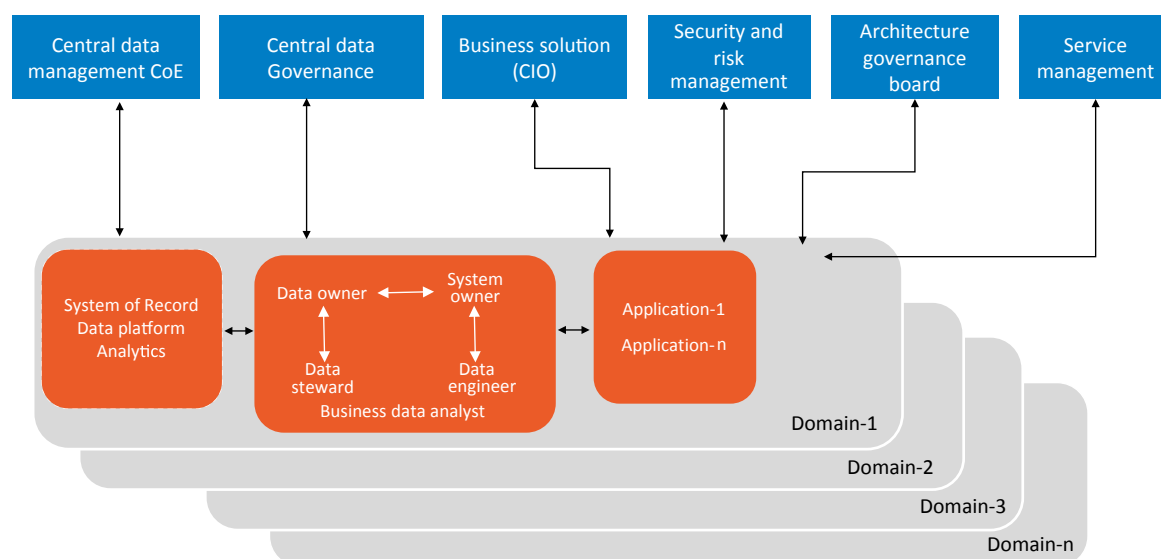 Central data
management CoE
Central data
Governance
Business solution
(CIO)
Security and
risk
management
Architecture
governance
board
Service
management
System of Record
Data platform
Analytics
Data owner
System
owner
Data
steward
Data
engineer
Business data analyst
Application-1
Application-n
Domain-1
Domain-2
Domain-3
Domain-n